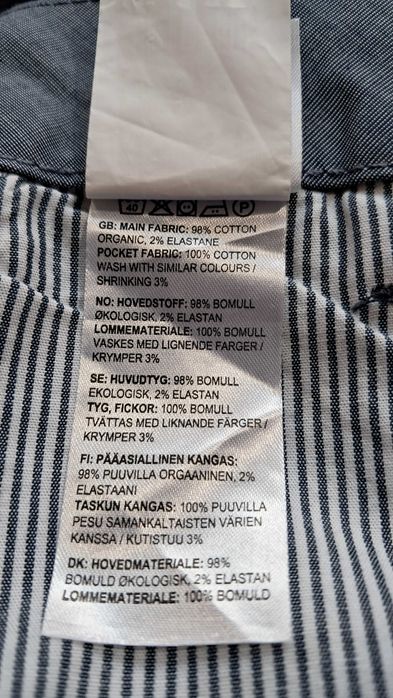 40 P
GB: MAIN FABRIC: 98% COTTON
ORGANIC, 2% ELASTANE
POCKET FABRIC: 100% COTTON
WASH WITH SIMILAR COLOURS /
SHRINKING 3%
NO: HOVEDSTOFF: 98% BOMULL
ØKOLOGISK, 2% ELASTAN
LOMMEMATERIALE: 100% BOMULL
VASKES MED LIGNENDE FARGER /
KRYMPER 3%
SE: HUVUDTYG: 98% BOMULL
EKOLOGISK, 2% ELASTAN
TYG, FICKOR: 100% BOMULL
TVÄTTAS MED LIKNANDE FÄRGER /
KRYMPER 3%
FI: PÄÄASIALLINEN KANGAS:
98% PUUVILLA ORGAANINEN, 2%
ELASTAANI
TASKUN KANGAS: 100% PUUVILLA
PESU SAMANKALTAISTEN VÄRIEN
KANSSA / KUTISTUU 3%
DK: HOVEDMATERIALE: 98%
BOMULD ØKOLOGISK, 2% ELASTAN
LOMMEMATERIALE: 100% BOMULD